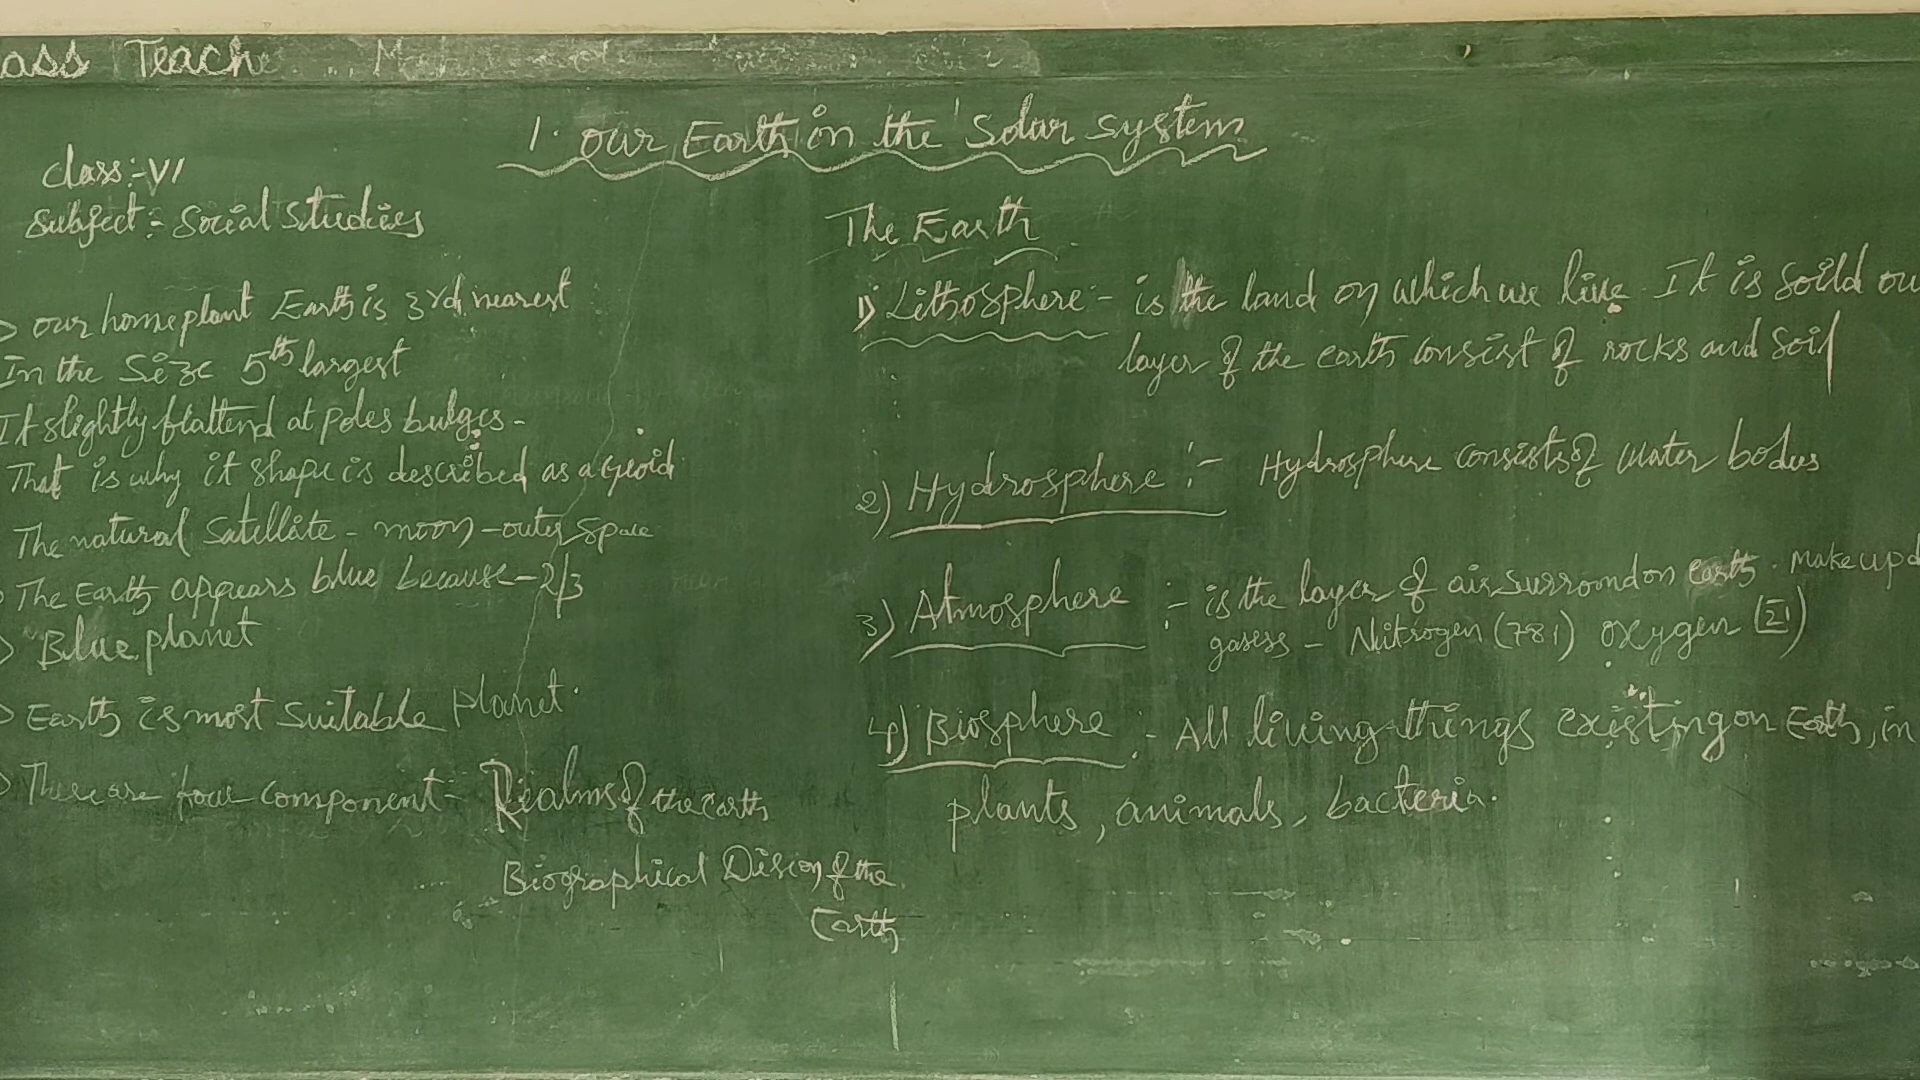 ass Teache
1. our Earth in the Solar system
class:-VI
Subject:- Social Studies
our home plant Earth is 3rd nearest
In the Size 5th largest
It slightly flattend at poles bulges -
That is why it shape is described as a Geoid
The natural Satellite - moon - outer space
The Earth appears blue because - 2/3
Blue planet
Earth is most suitable planet.
There are four component - Realms of the earth
Biographical Dision of the
Earth
The Earth
1) Lithosphere - is the land on which we live. It is soild ou
layer of the earth consist of rocks and soil
2) Hydrosphere :- Hydrosphere consists of water bodies
3) Atmosphere :- is the layer of air surrond on earth. make up d
gasess - Nitrogen (781) oxygen (21)
4) Biosphere :- All living things existing on Earth, in
plants, animals, bacteria.